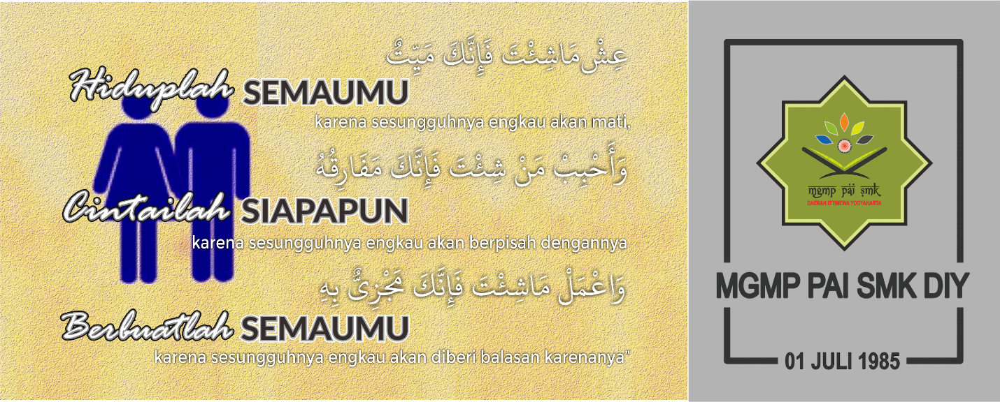 عِشْ مَاشِئْتَ فَإِنَّكَ مَيِّتٌ
Hiduplah SEMAUMU
karena sesungguhnya engkau akan mati,
وَأَحْبِبْ مَنْ شِئْتَ فَإِنَّكَ مَفَارِقُهُ
Cintailah SIAPAPUN
karena sesungguhnya engkau akan berpisah dengannya
وَاعْمَلْ مَاشِئْتَ فَإِنَّكَ مَجْزِىٌّ بِهِ
Berbuatlah SEMAUMU
karena sesungguhnya engkau akan diberi balasan karenanya"
mgmp pai smk
DAERAH ISTIMEWA YOGYAKARTA
MGMP PAI SMK DIY
01 JULI 1985